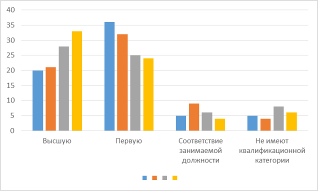 40
35
30
25
20
15
10
5
0
Высшую
Первую
Соответствие
занимаемой
должности
Не имеют
квалификационной
категории